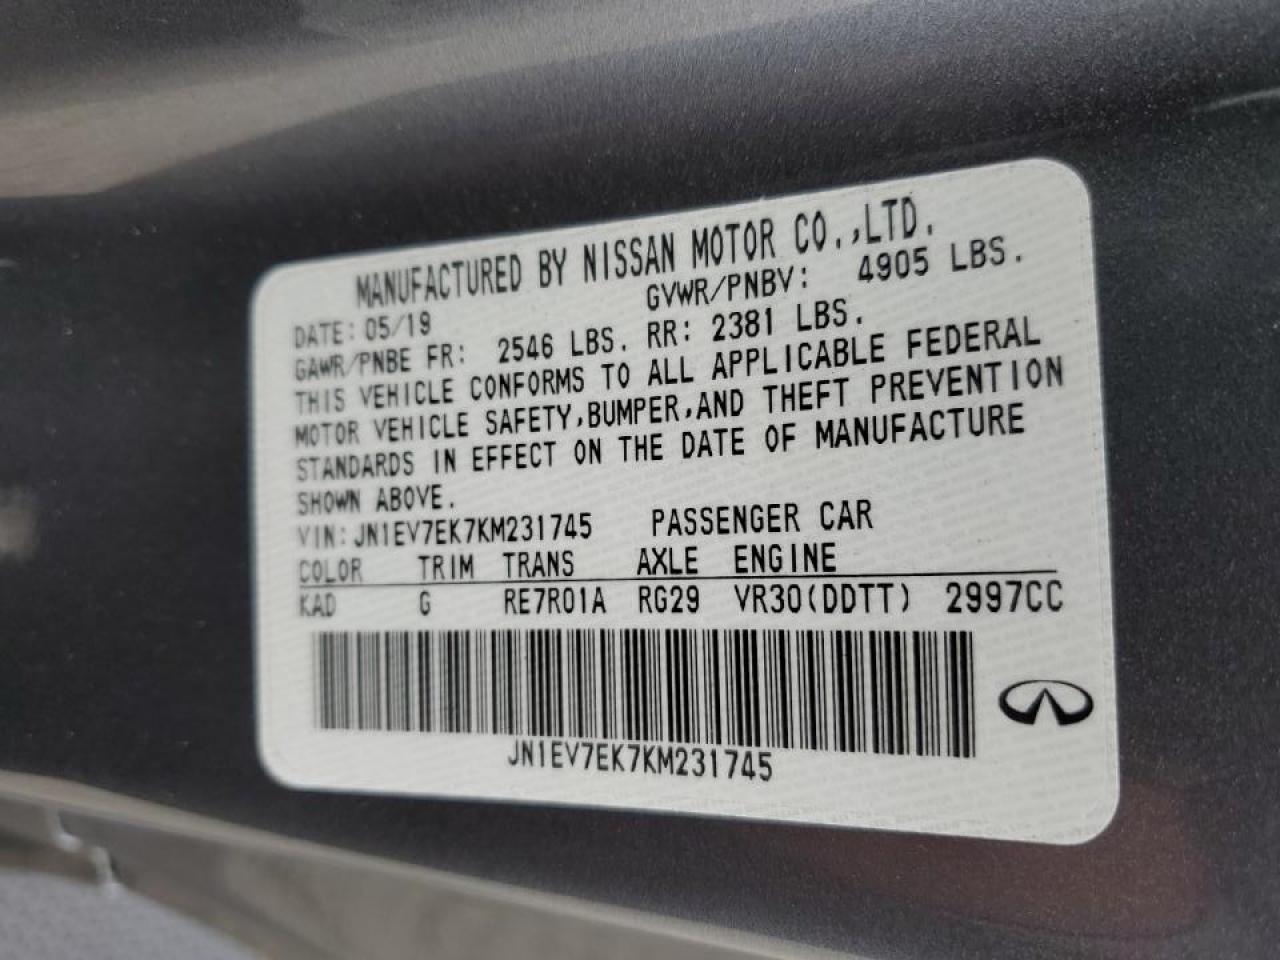 MANUFACTURED BY NISSAN MOTOR CO.,LTD.
DATE: 05/19 GVWR/PNBV: 4905 LBS.
GAWR/PNBE FR: 2546 LBS. RR: 2381 LBS.
THIS VEHICLE CONFORMS TO ALL APPLICABLE FEDERAL
MOTOR VEHICLE SAFETY,BUMPER,AND THEFT PREVENTION
STANDARDS IN EFFECT ON THE DATE OF MANUFACTURE
SHOWN ABOVE.
VIN:JN1EV7EK7KM231745 PASSENGER CAR
COLOR TRIM TRANS AXLE ENGINE
KAD G RE7R01A RG29 VR30(DDTT) 2997CC
JN1EV7EK7KM231745